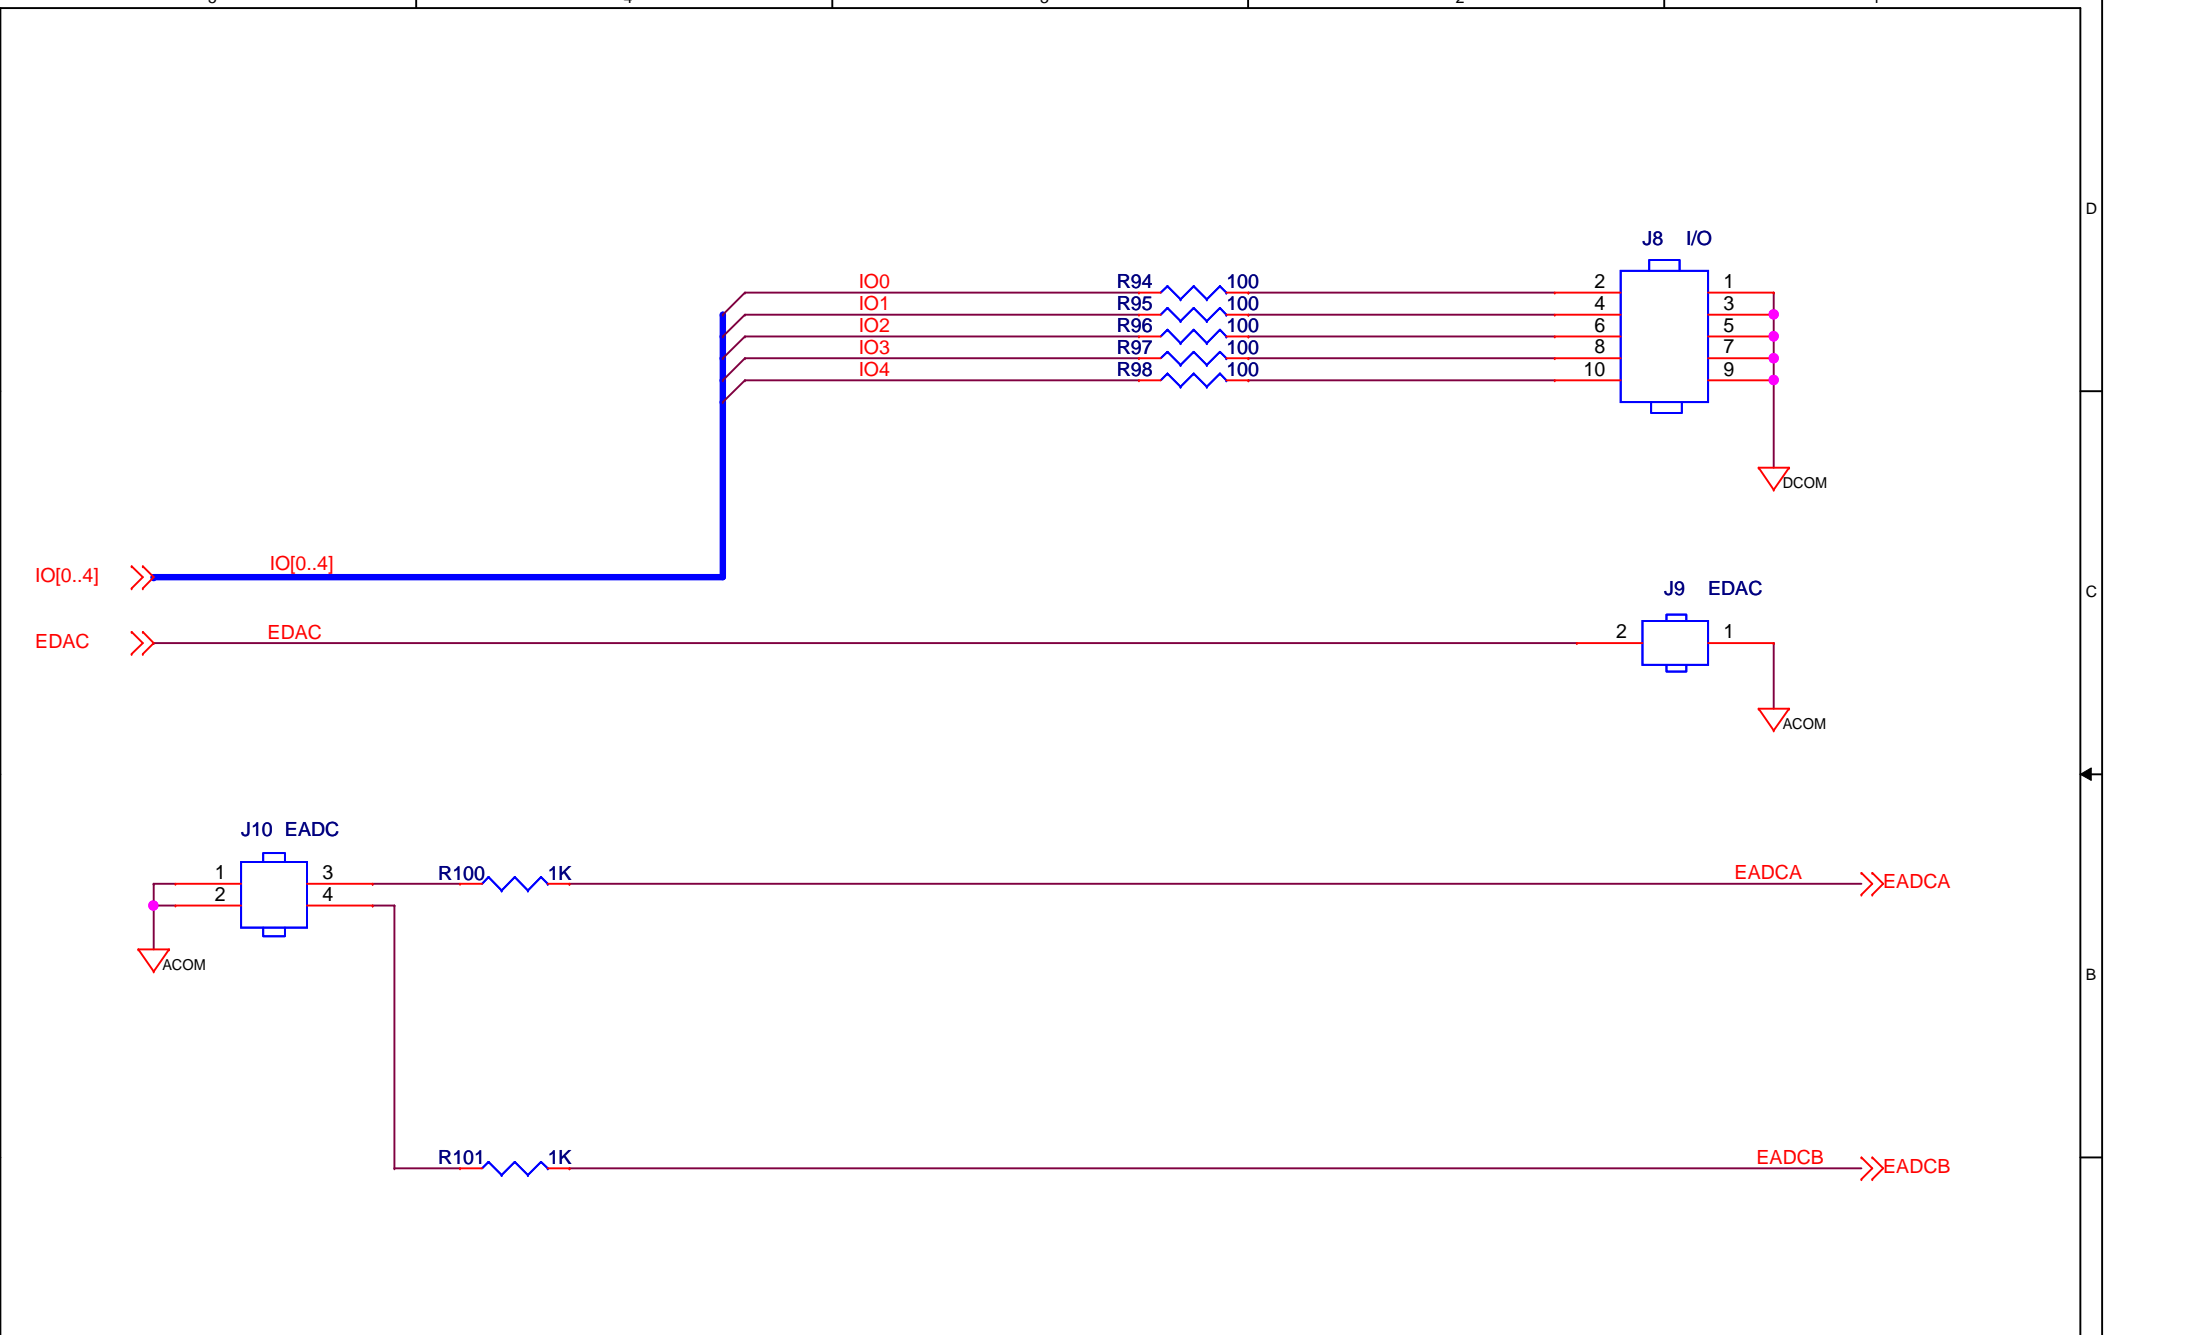 D
J8 I/O
IO0 R94 100 2 1
IO1 R95 100 4 3
IO2 R96 100 6 5
IO3 R97 100 8 7
IO4 R98 100 10 9
DCOM
IO[0..4] IO[0..4]
J9 EDAC
C
EDAC EDAC 2 1
ACOM
J10 EADC
1 3 R100 1K EADCA EADCA
2 4
ACOM
B
R101 1K EADCB EADCB